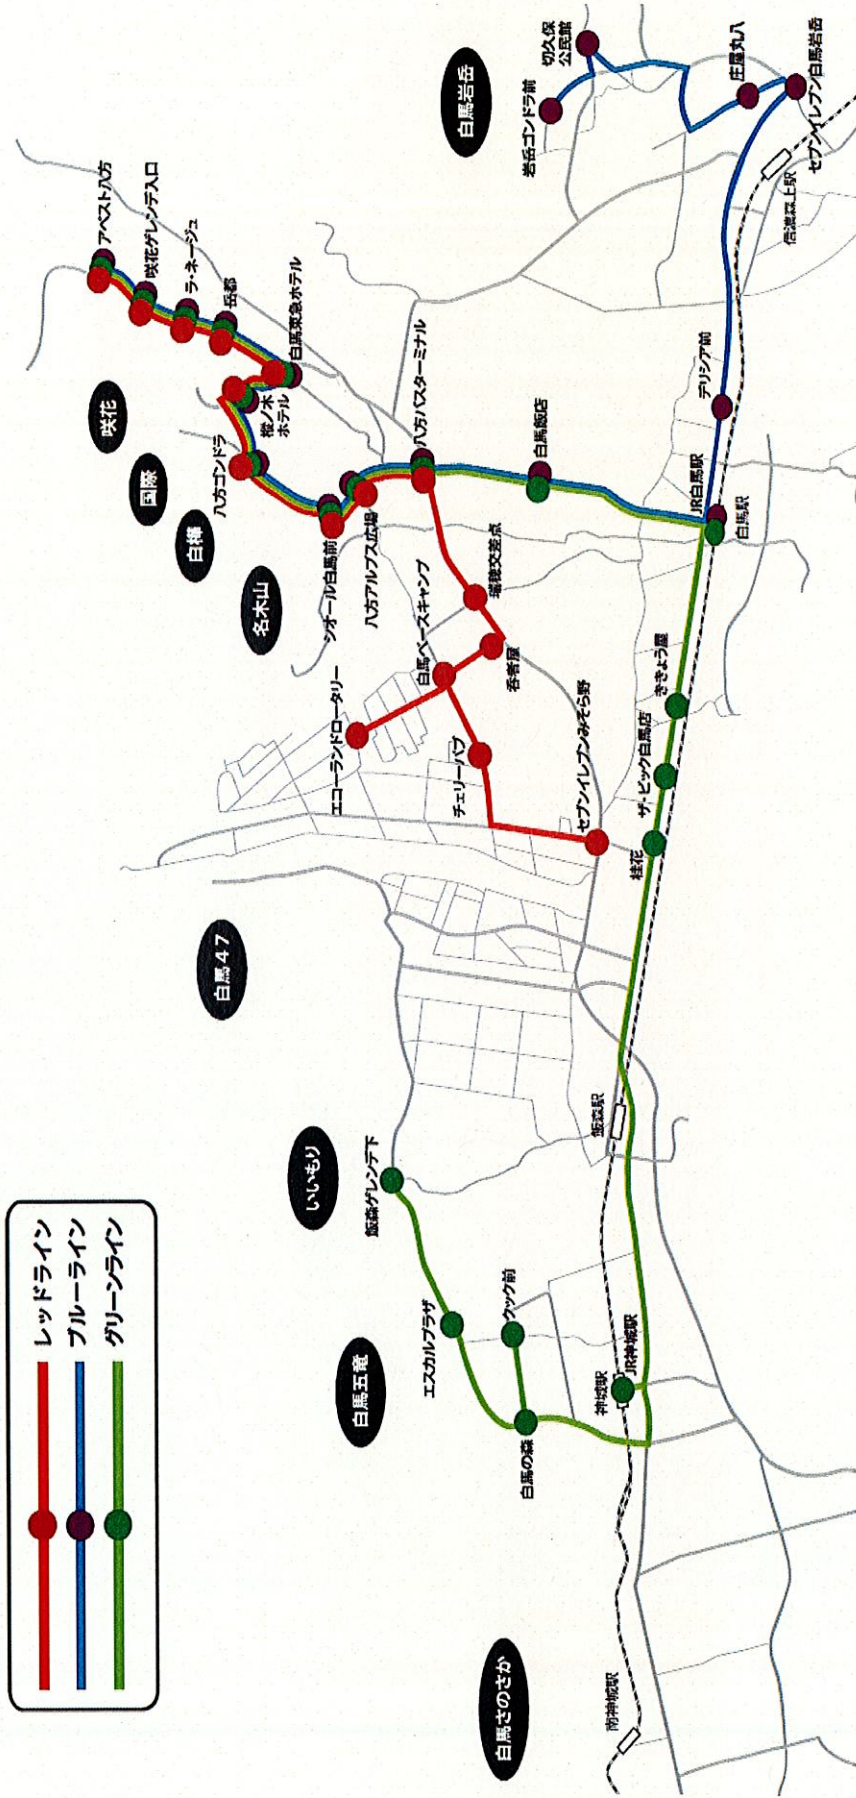 レッドライン
ブルーライン
グリーンライン
白馬さのさか
白馬五竜
いいもり
白馬47
名木山
白樺
国際
咲花
白馬岩岳
アベスト八方
咲花ゲレンデ入口
ラ・ネージュ
岳都
白馬東急ホテル
樅ノ木
ホテル
八方ゴンドラ
シオール白馬前
八方アルプス広場
八方バスターミナル
白馬飯店
JR白馬駅
白馬駅
デリシア前
セブンイレブン白馬岩岳
庄屋丸八
切久保
公民館
岩岳ゴンドラ前
信濃森上駅
瑞穂交差点
呑者屋
白馬ベースキャンプ
エコーランドロータリー
チェリーパブ
セブンイレブンみそら野
ききょう屋
ザ・ビッグ白馬店
桂花
飯森駅
飯森ゲレンデ下
エスカルプラザ
クック前
白馬の森
神城駅
JR神城駅
南神城駅